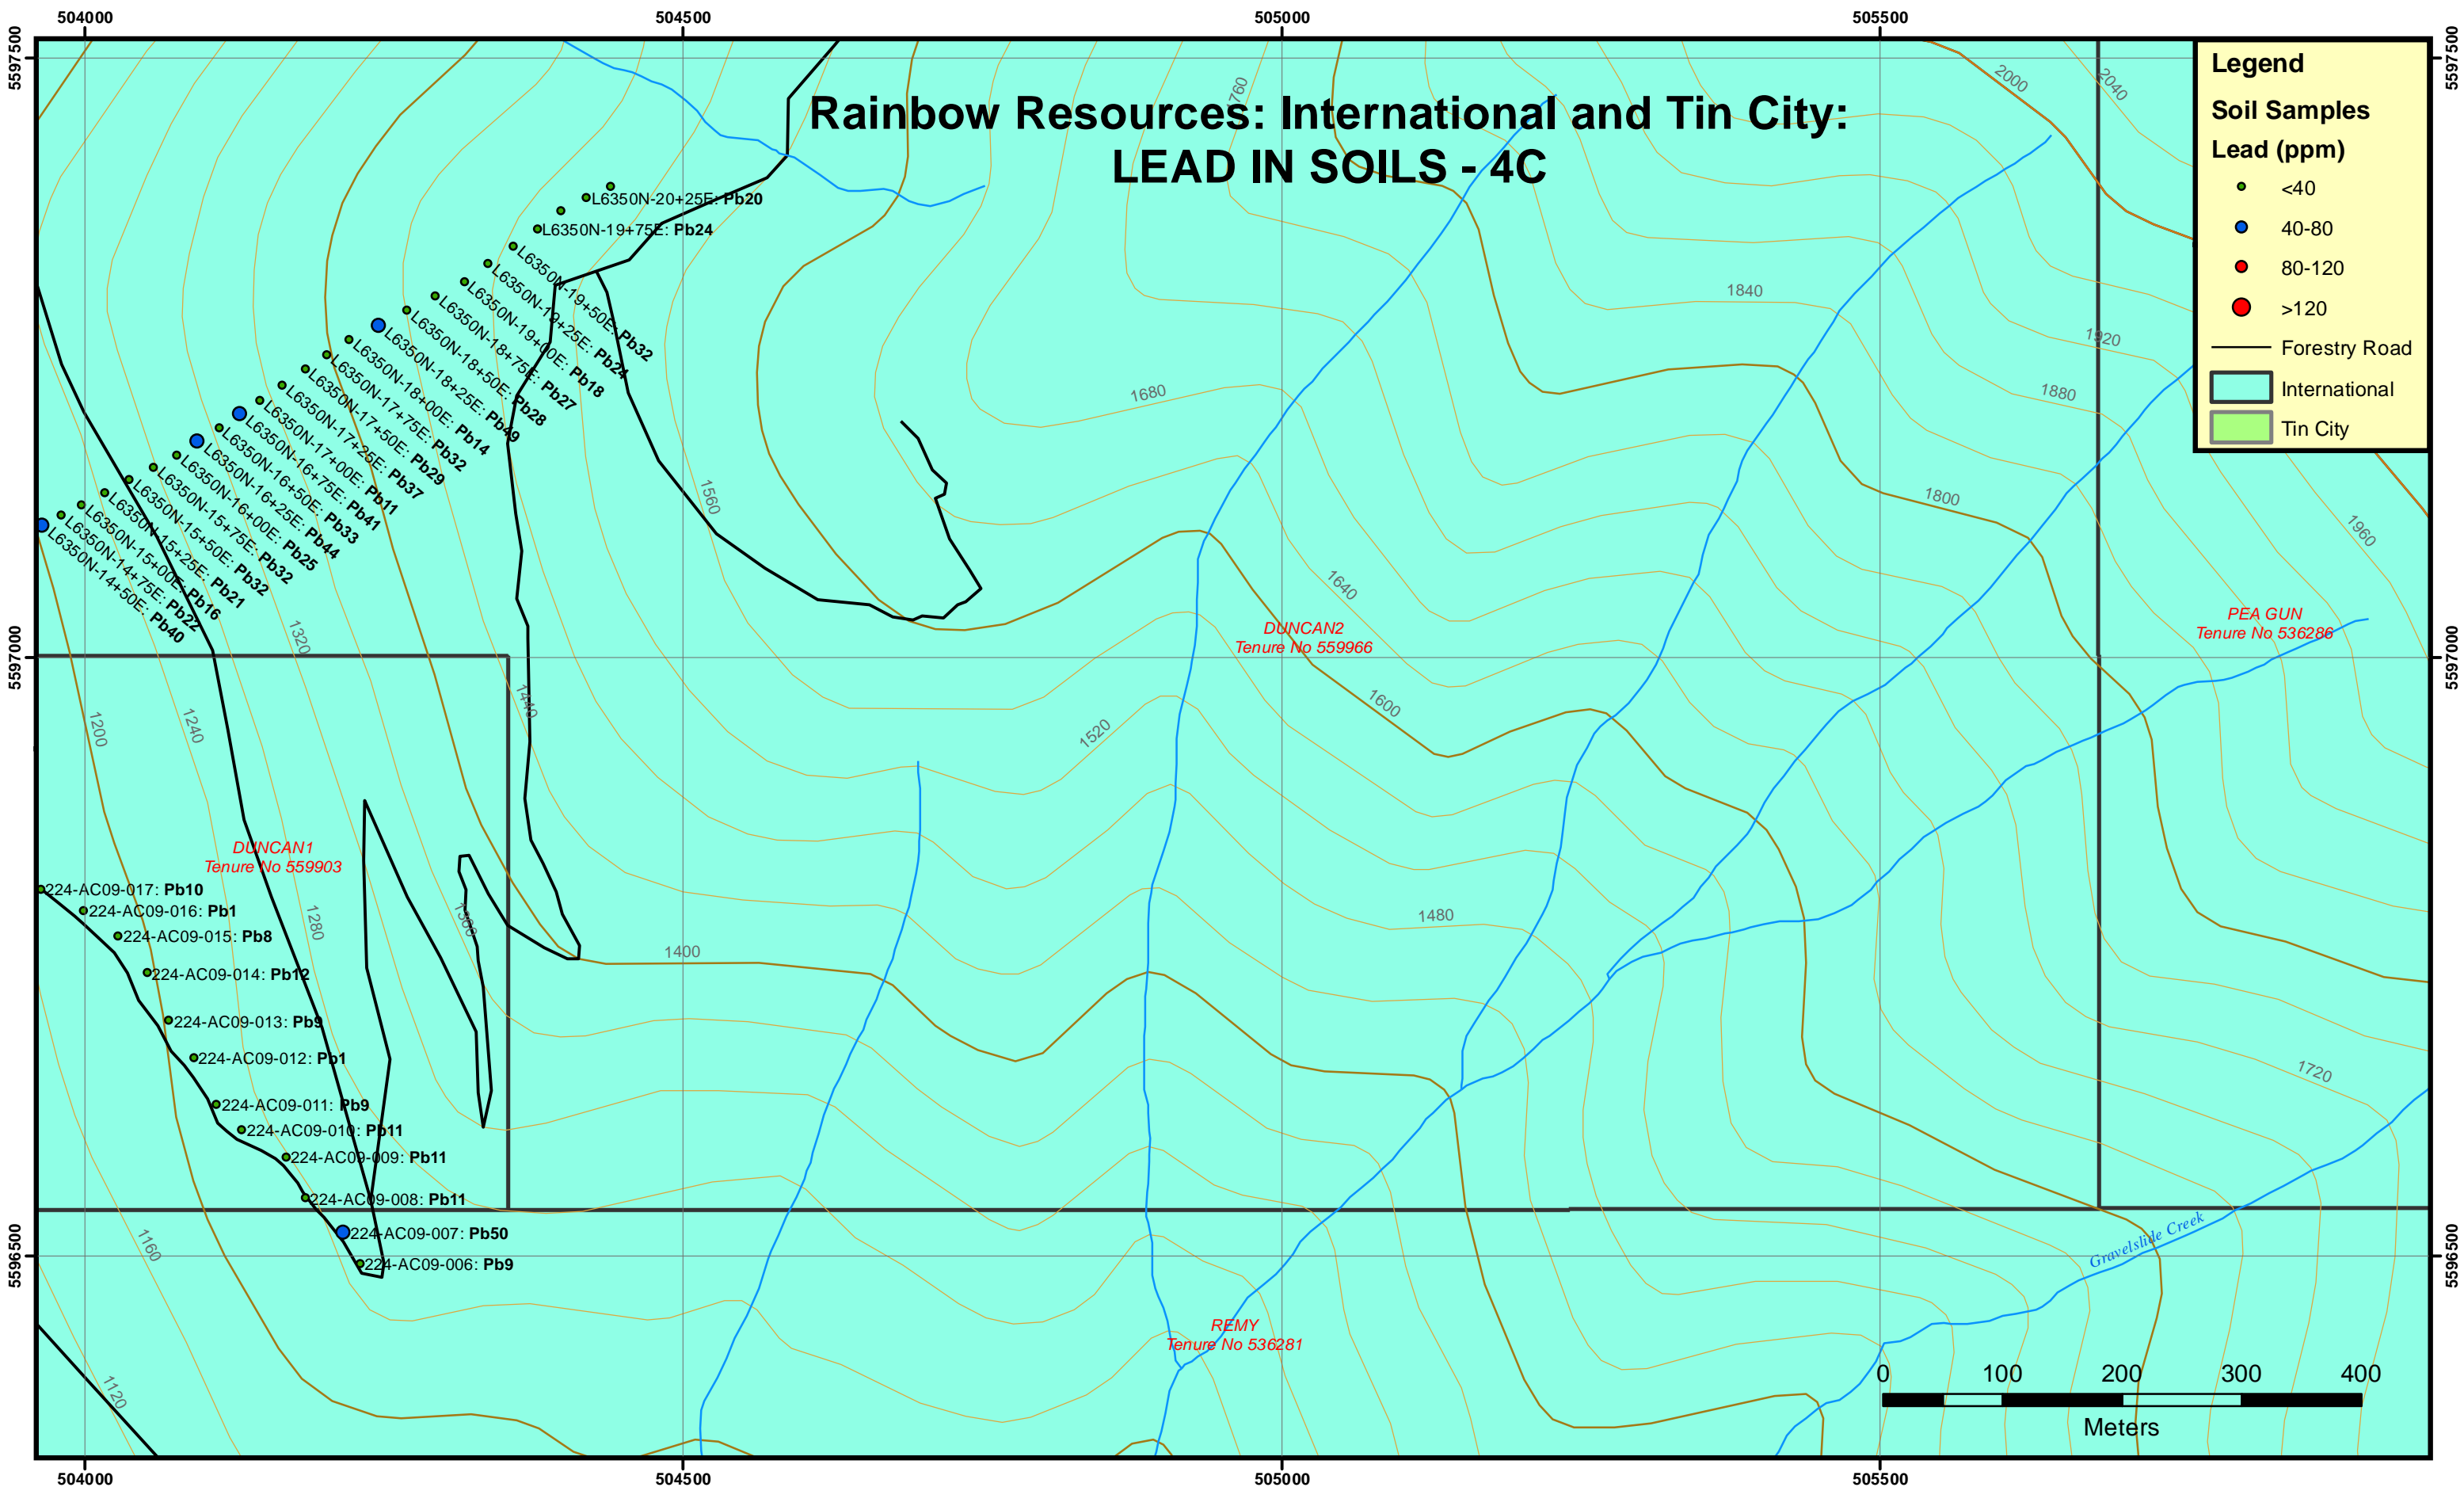 504000
504500
505000
505500
5597500
5597500
Rainbow Resources: International and Tin City:
LEAD IN SOILS - 4C
Legend
Soil Samples
Lead (ppm)
<40
40-80
80-120
>120
Forestry Road
International
Tin City
1760
2000
2040
L6350N-20+25E: Pb20
L6350N-19+75E: Pb24
L6350N-19+50E: Pb32
L6350N-19+25E: Pb24
L6350N-19+00E: Pb18
L6350N-18+75E: Pb27
L6350N-18+50E: Pb28
L6350N-18+25E: Pb49
L6350N-18+00E: Pb14
L6350N-17+75E: Pb32
L6350N-17+50E: Pb29
L6350N-17+25E: Pb37
L6350N-17+00E: Pb11
L6350N-16+75E: Pb41
L6350N-16+50E: Pb33
L6350N-16+25E: Pb44
L6350N-16+00E: Pb25
L6350N-15+75E: Pb32
L6350N-15+50E: Pb32
L6350N-15+25E: Pb21
L6350N-15+00E: Pb16
L6350N-14+75E: Pb22
L6350N-14+50E: Pb40
1840
1920
1880
1680
1800
1560
1960
1640
1320
DUNCAN2
Tenure No 559966
PEA GUN
Tenure No 536286
5597000
5597000
1440
1600
1200
1240
1520
DUNCAN1
Tenure No 559903
224-AC09-017: Pb10
224-AC09-016: Pb1
224-AC09-015: Pb8
224-AC09-014: Pb12
224-AC09-013: Pb9
224-AC09-012: Pb1
224-AC09-011: Pb9
224-AC09-010: Pb11
224-AC09-009: Pb11
224-AC09-008: Pb11
224-AC09-007: Pb50
224-AC09-006: Pb9
1280
1360
1400
1480
1720
1160
1120
Gravelslide Creek
5596500
5596500
REMY
Tenure No 536281
0
100
200
300
400
Meters
504000
504500
505000
505500